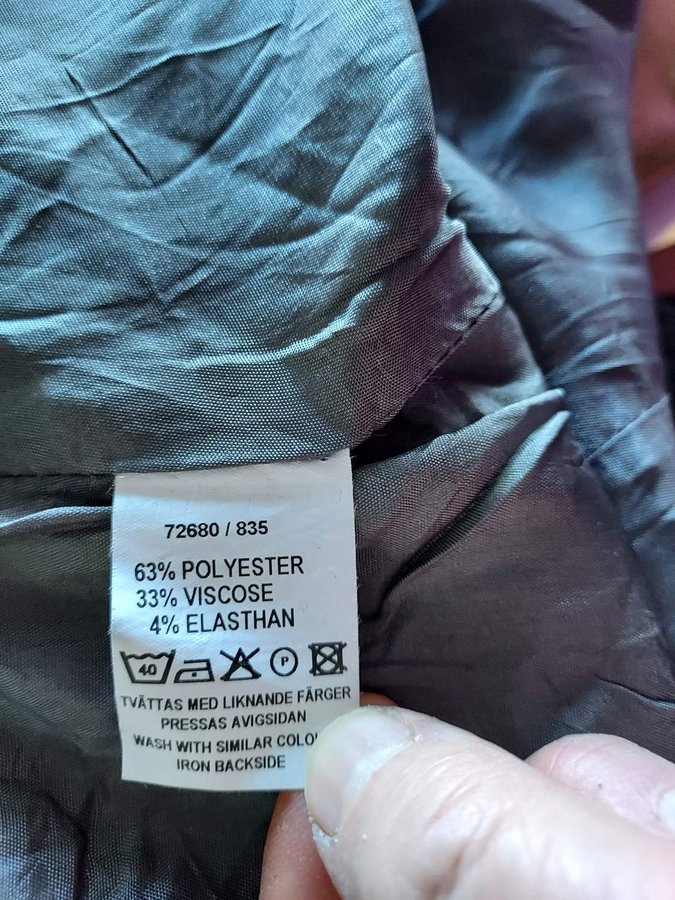 72680 / 835
63% POLYESTER
33% VISCOSE
4% ELASTHAN
40 P
TVÄTTAS MED LIKNANDE FÄRGER
PRESSAS AVIGSIDAN
WASH WITH SIMILAR
IRON BACKSIDE